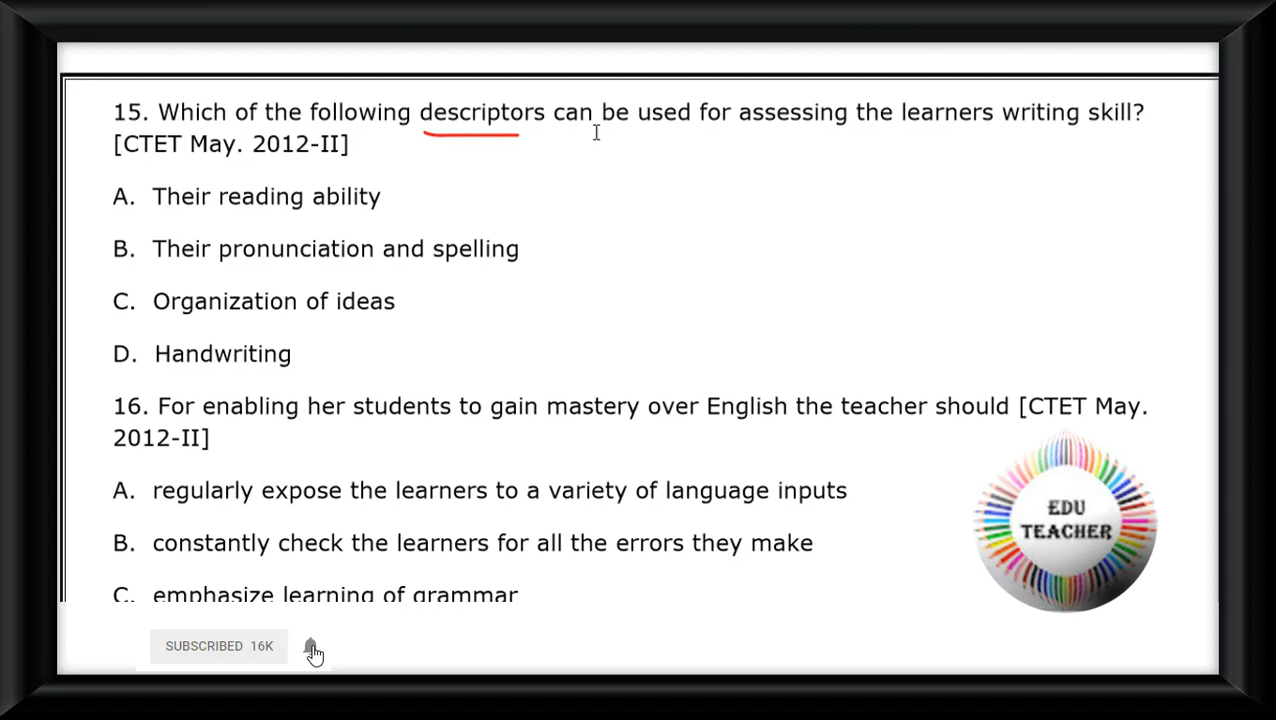 15. Which of the following descriptors can be used for assessing the learners writing skill?
[CTET May. 2012-II]
A. Their reading ability
B. Their pronunciation and spelling
C. Organization of ideas
D. Handwriting
16. For enabling her students to gain mastery over English the teacher should [CTET May.
2012-II]
A. regularly expose the learners to a variety of language inputs
B. constantly check the learners for all the errors they make
C. emphasize learning of grammar
EDU
TEACHER
SUBSCRIBED 16K